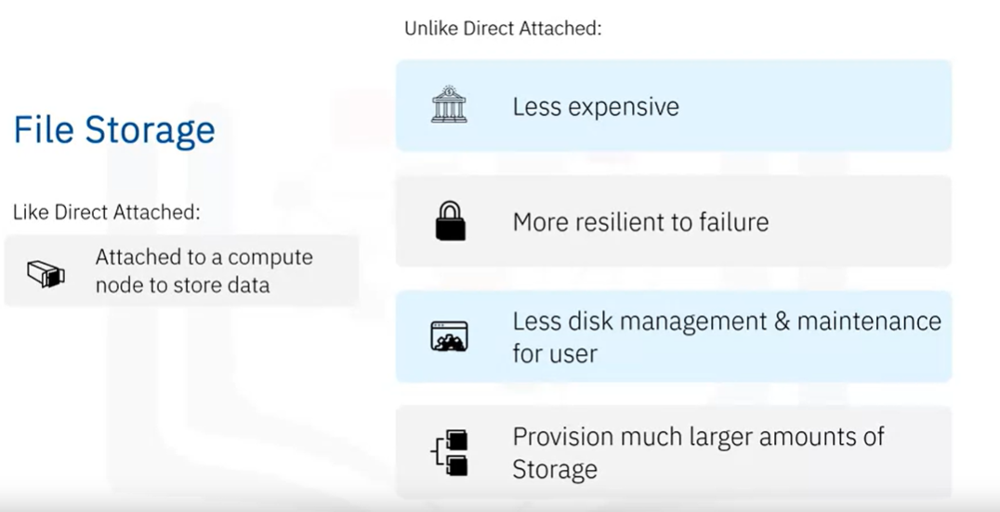 File Storage
Like Direct Attached:
Attached to a compute
node to store data
Unlike Direct Attached:
Less expensive
More resilient to failure
Less disk management & maintenance
for user
Provision much larger amounts of
Storage